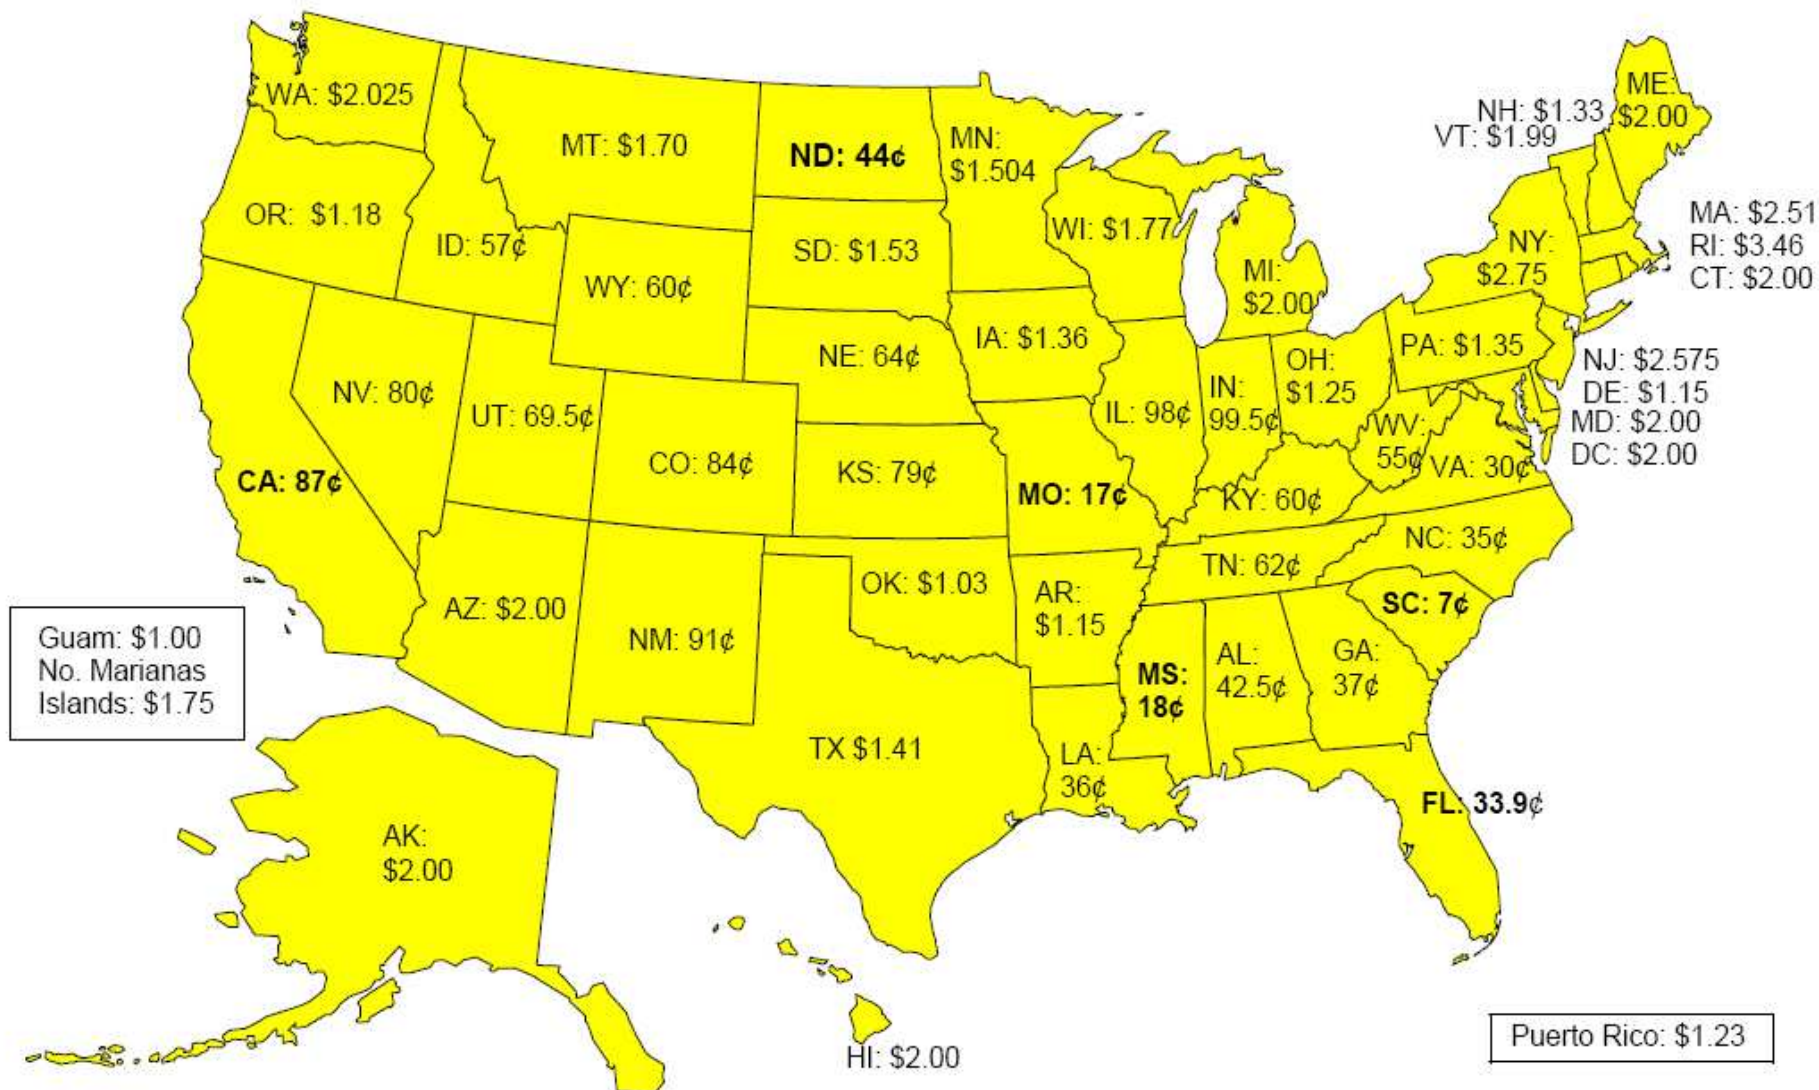 WA: $2.025
OR: $1.18
CA: 87¢
ID: 57¢
NV: 80¢
MT: $1.70
WY: 60¢
UT: 69.5¢
CO: 84¢
AZ: $2.00
NM: 91¢
ND: 44¢
SD: $1.53
NE: 64¢
KS: 79¢
OK: $1.03
TX $1.41
MN:
$1.504
IA: $1.36
MO: 17¢
AR:
$1.15
LA:
36¢
WI: $1.77
IL: 98¢
MI:
$2.00
IN:
99.5¢
OH:
$1.25
KY: 60¢
TN: 62¢
MS:
18¢
AL:
42.5¢
GA:
37¢
FL: 33.9¢
SC: 7¢
NC: 35¢
VA: 30¢
WV:
55¢
PA: $1.35
NY:
$2.75
ME:
$2.00
NH: $1.33
VT: $1.99
MA: $2.51
RI: $3.46
CT: $2.00
NJ: $2.575
DE: $1.15
MD: $2.00
DC: $2.00
Guam: $1.00
No. Marianas
Islands: $1.75
AK:
$2.00
HI: $2.00
Puerto Rico: $1.23